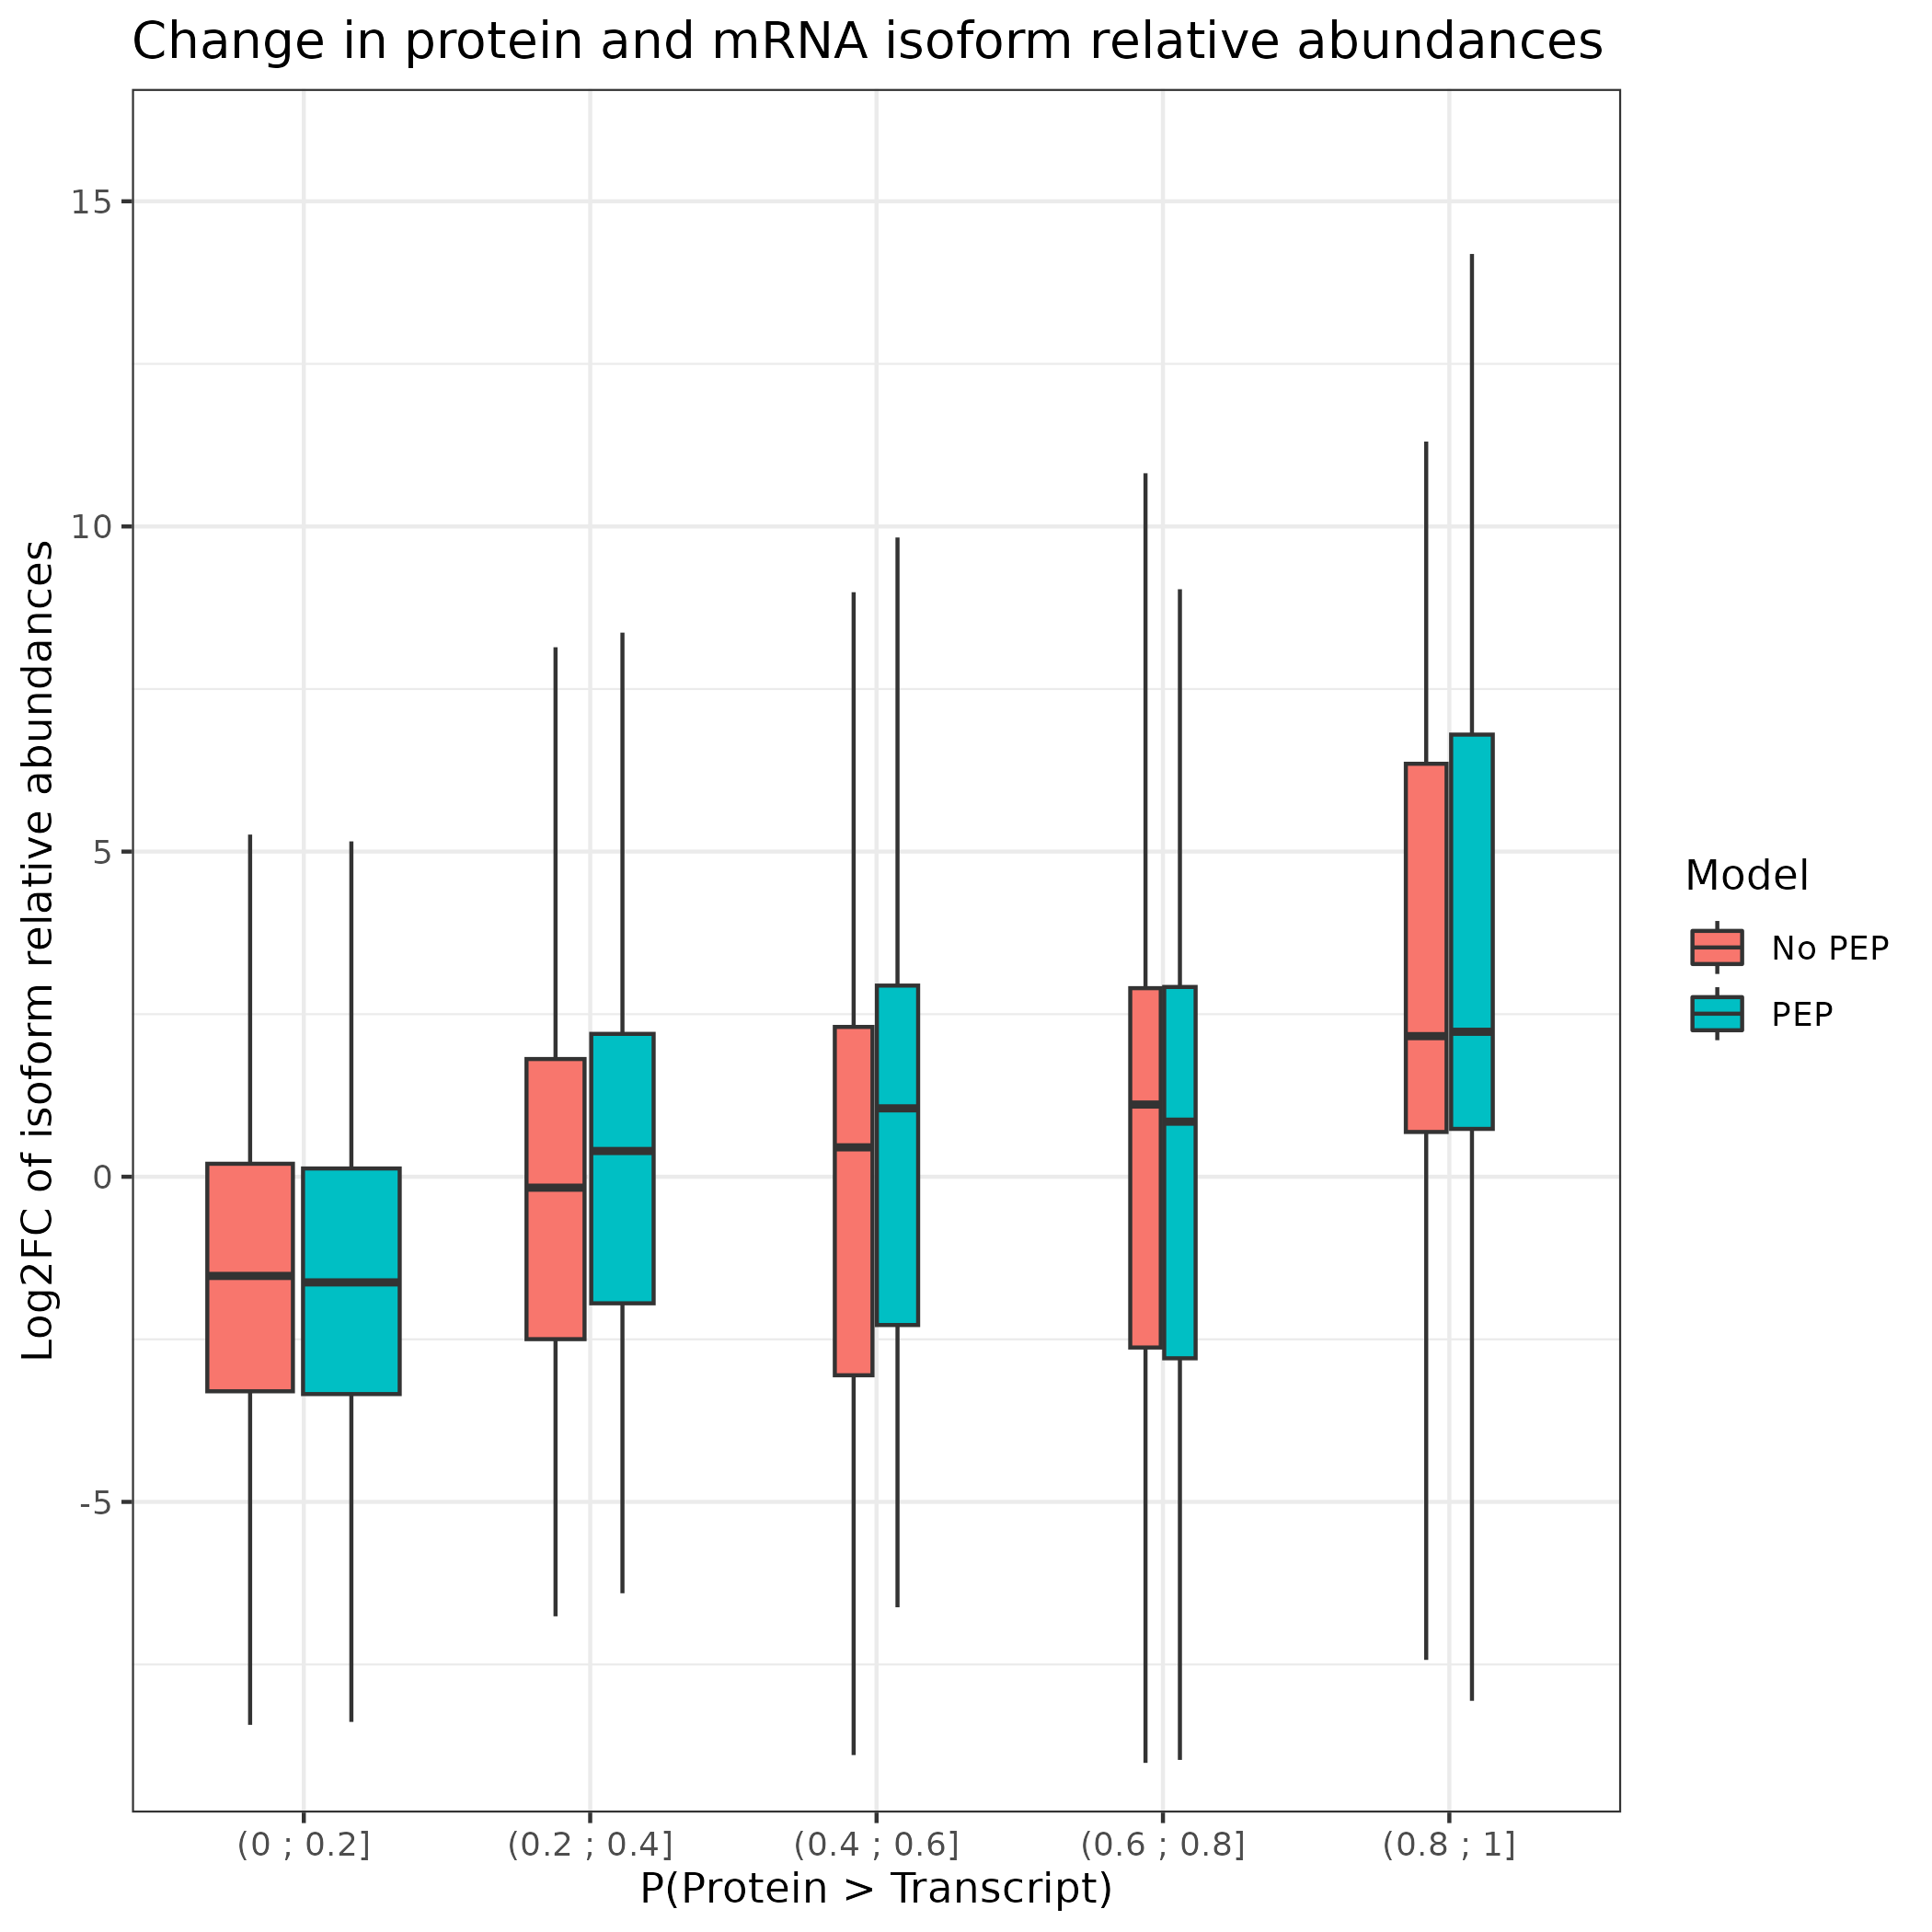 Change in protein and mRNA isoform relative abundances
Log2FC of isoform relative abundances
15
10
5
0
-5
(0 ; 0.2]
(0.2 ; 0.4]
(0.4 ; 0.6]
(0.6 ; 0.8]
(0.8 ; 1]
P(Protein > Transcript)
Model
No PEP
PEP